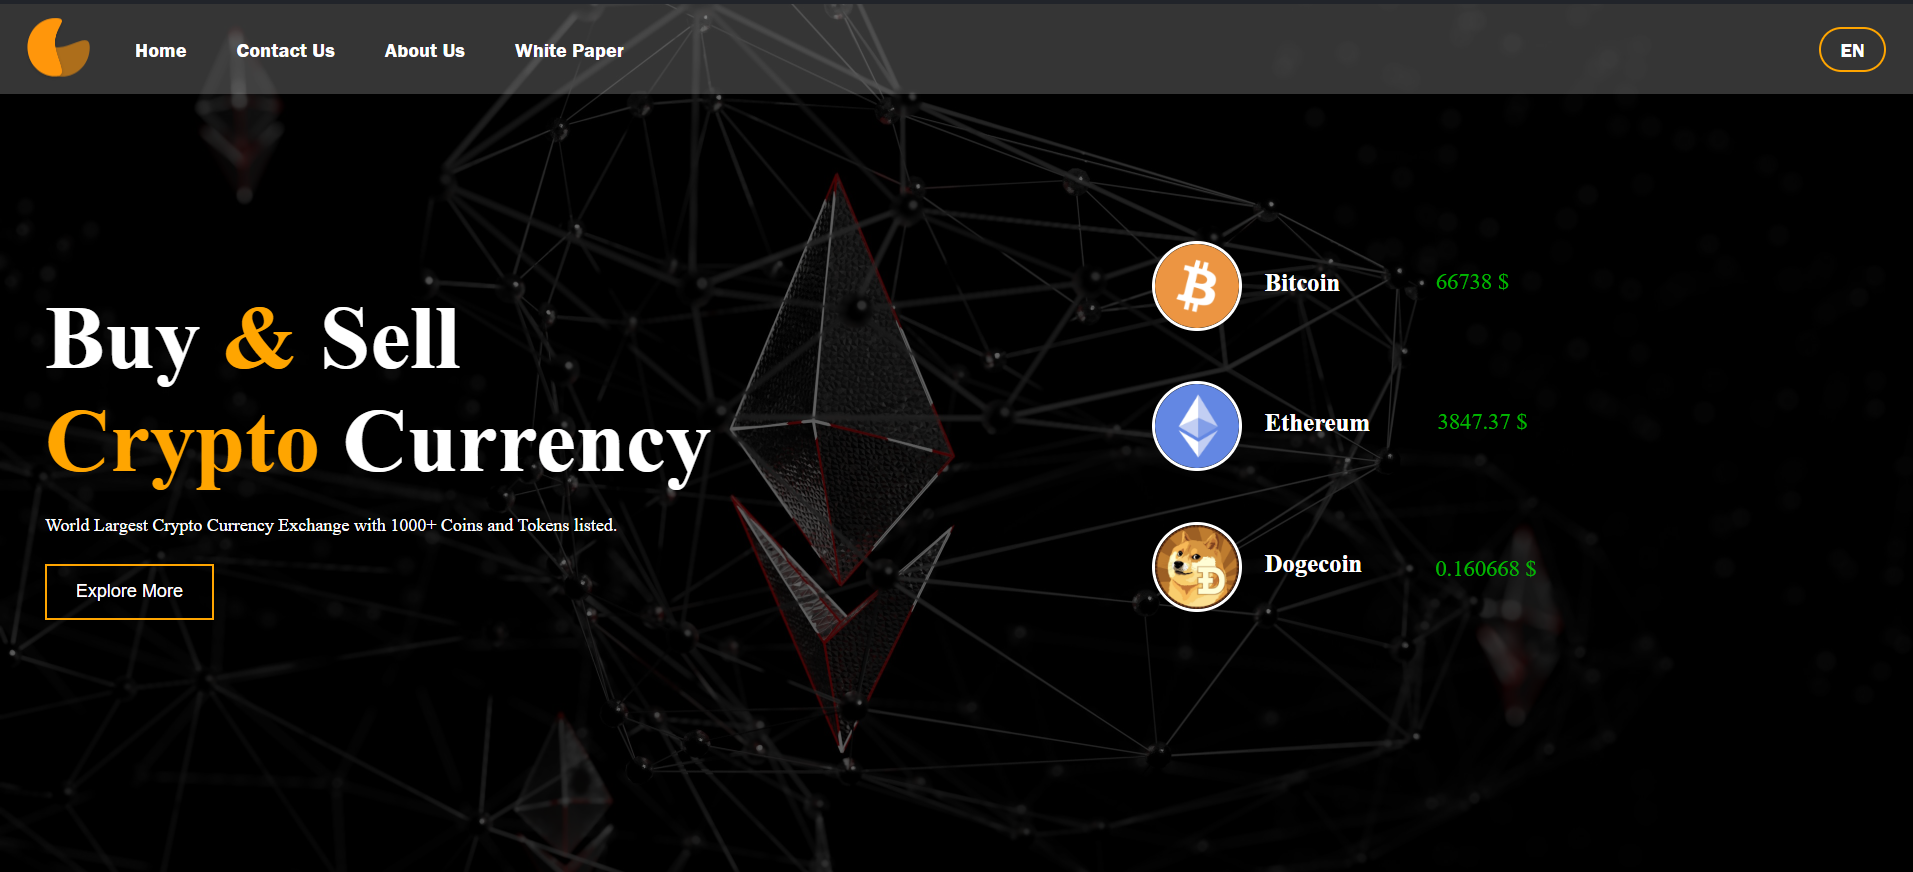 Home
Contact Us
About Us
White Paper
EN
Buy & Sell
Crypto Currency
World Largest Crypto Currency Exchange with 1000+ Coins and Tokens listed.
Explore More
Bitcoin 66738 $
Ethereum 3847.37 $
Dogecoin 0.160668 $